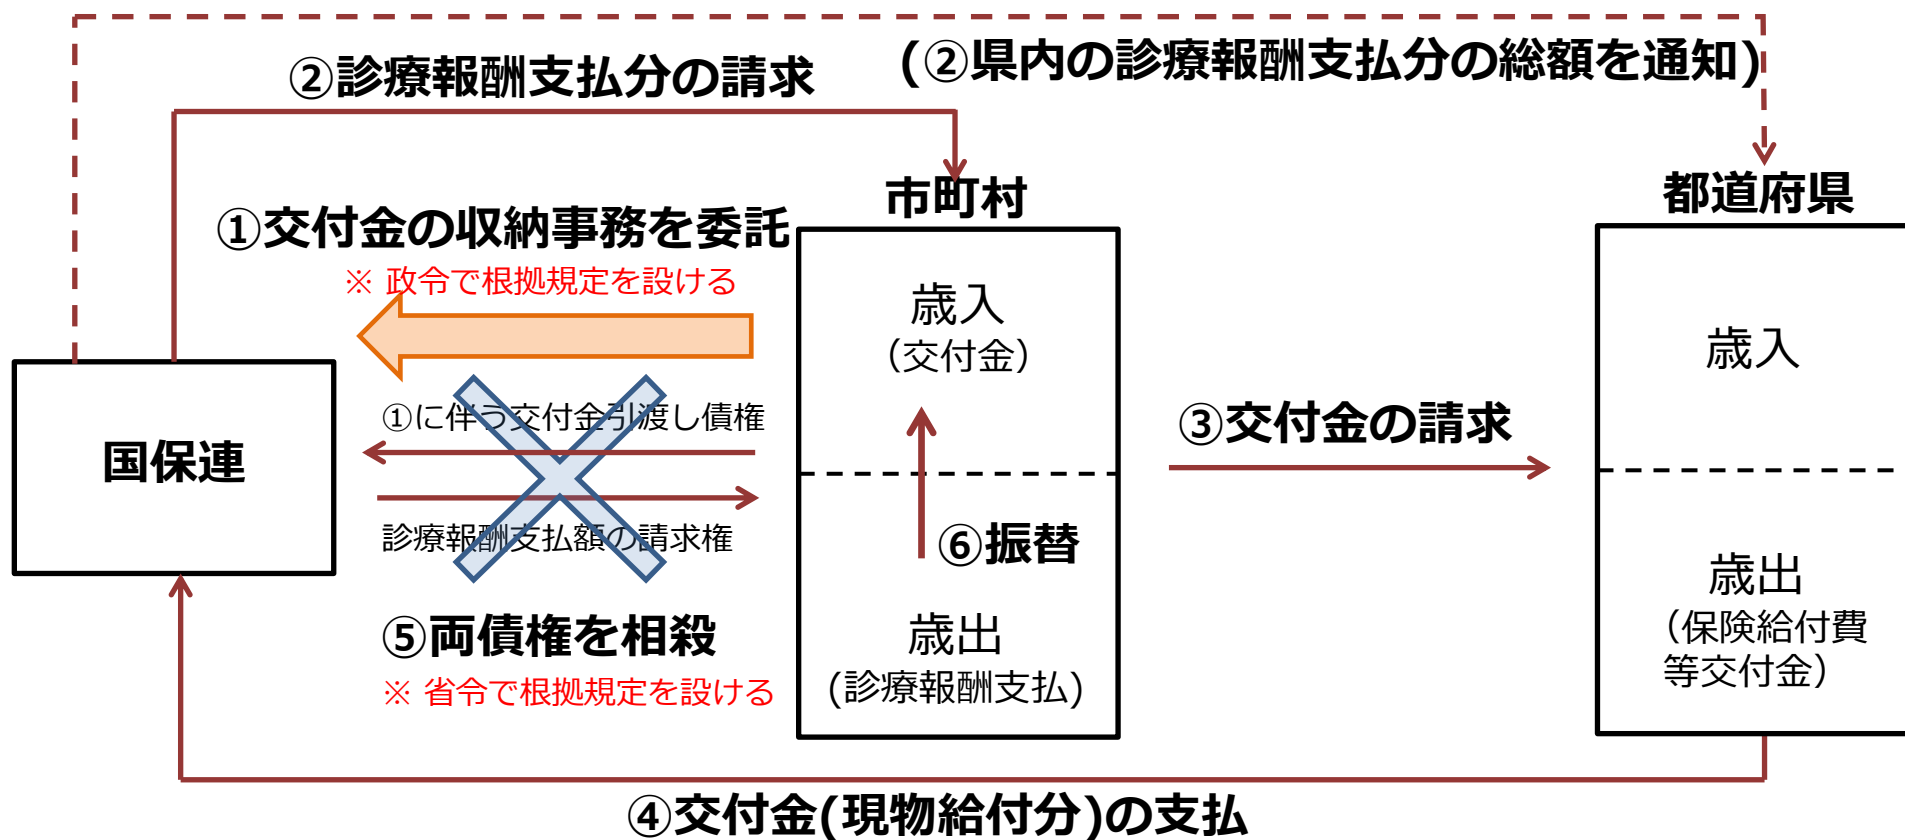 (②県内の診療報酬支払分の総額を通知)
②診療報酬支払分の請求
市町村
都道府県
①交付金の収納事務を委託
※ 政令で根拠規定を設ける
歳入
(交付金)
歳入
①に伴う交付金引渡し債権
③交付金の請求
国保連
診療報酬支払額の請求権
⑥振替
歳出
(保険給付費
等交付金)
⑤両債権を相殺
※ 省令で根拠規定を設ける
歳出
(診療報酬支払)
④交付金(現物給付分)の支払